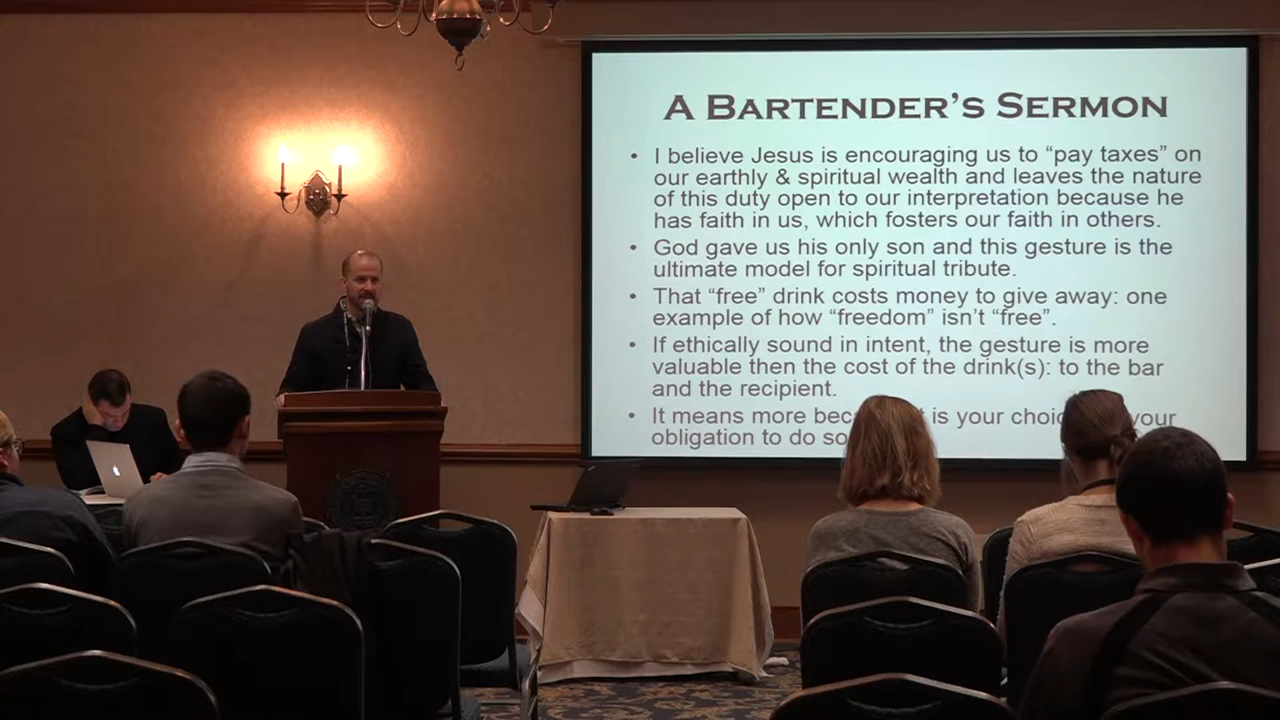 A BARTENDER'S SERMON
• I believe Jesus is encouraging us to “pay taxes” on
our earthly & spiritual wealth and leaves the nature
of this duty open to our interpretation because he
has faith in us, which fosters our faith in others.
• God gave us his only son and this gesture is the
ultimate model for spiritual tribute.
• That “free” drink costs money to give away: one
example of how “freedom” isn’t “free”.
• If ethically sound in intent, the gesture is more
valuable then the cost of the drink(s): to the bar
and the recipient.
• It means more is your your
obligation to do so